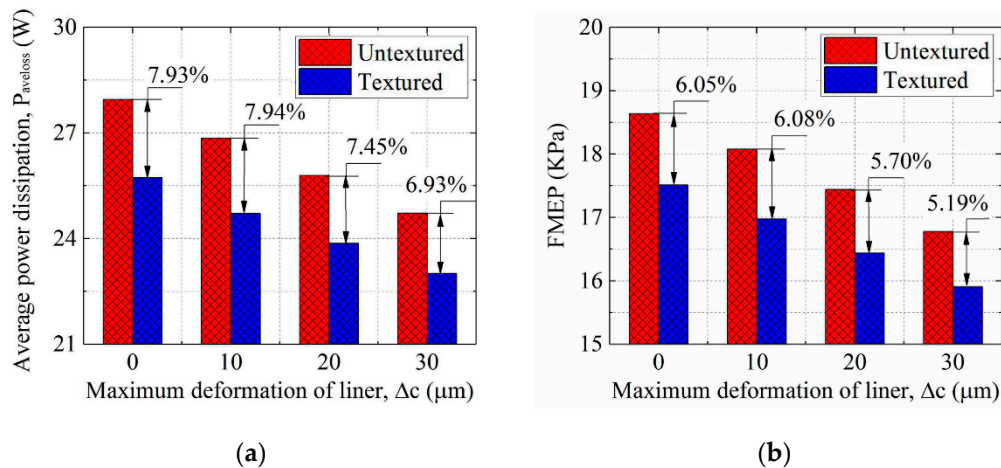 30
27
24
21
Average power dissipation, Paveloss (W)
Untextured
Textured
7.93%
7.94%
7.45%
6.93%
0 10 20 30
Maximum deformation of liner, Δc (μm)
(a)
20
19
18
17
16
15
FMEP (KPa)
Untextured
Textured
6.05%
6.08%
5.70%
5.19%
0 10 20 30
Maximum deformation of liner, Δc (μm)
(b)